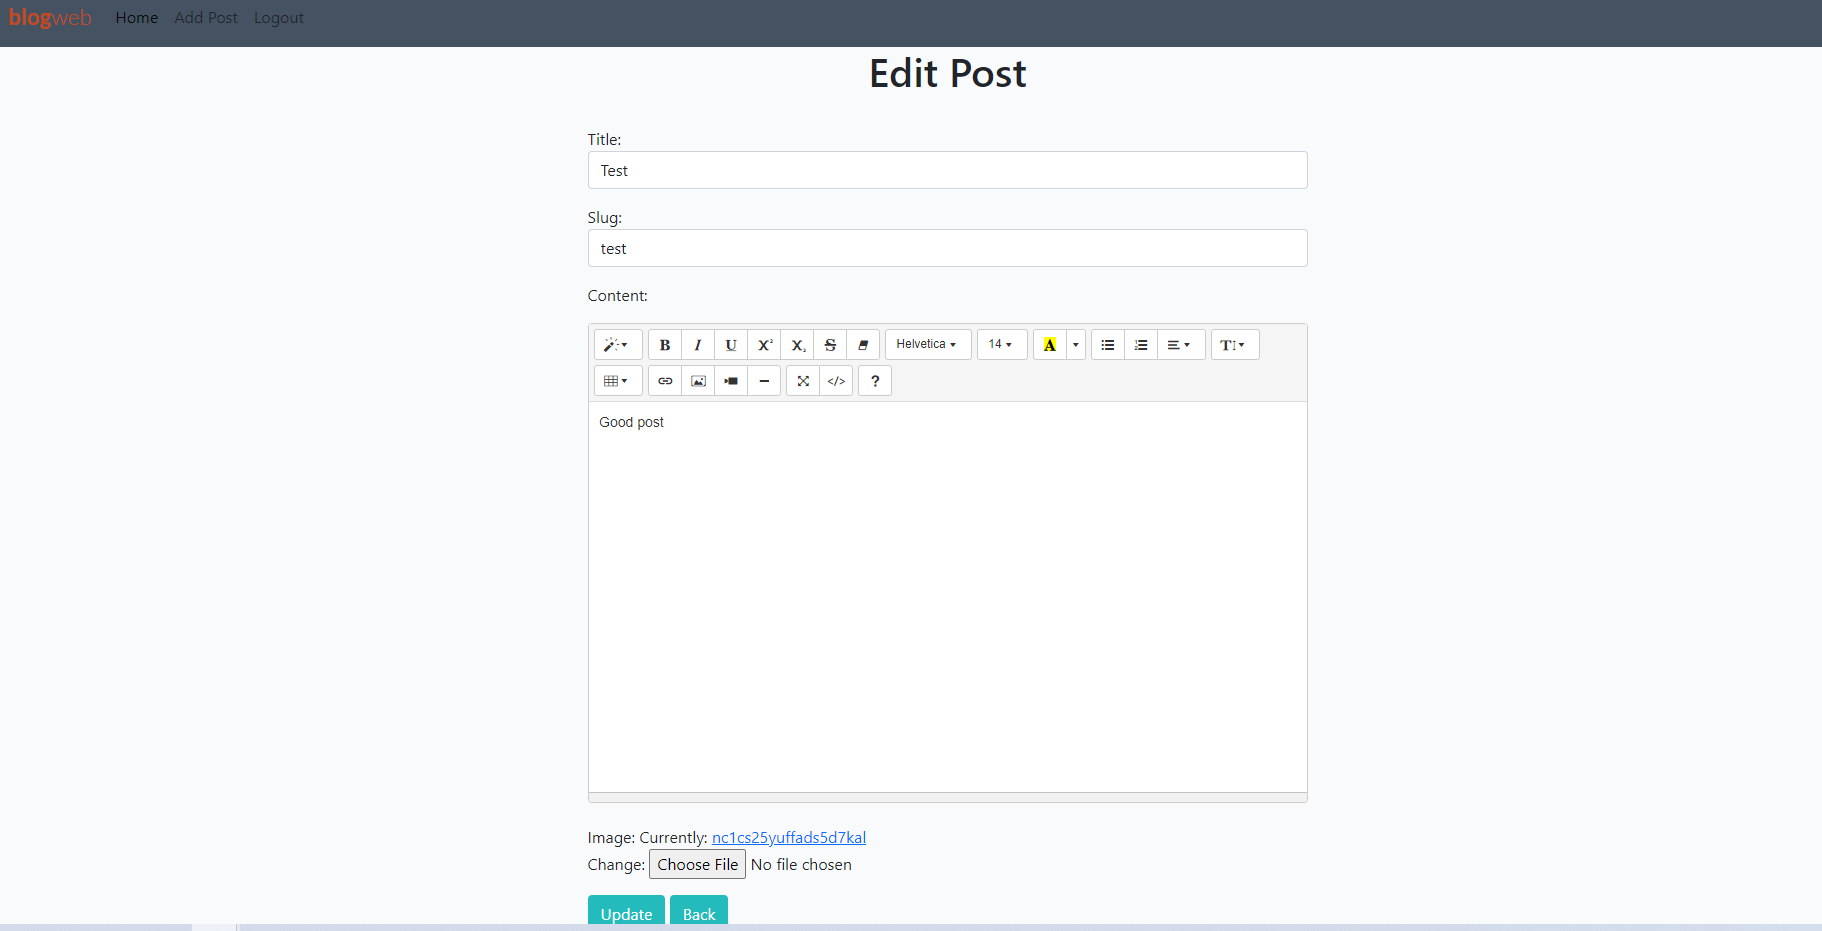 blogweb Home Add Post Logout
Edit Post
Title:
Test
Slug:
test
Content:
B I U X² X₂ S Helvetica 14 A T
</> ?
Good post
Image: Currently: nc1cs25yuffads5d7kal
Change: Choose File No file chosen
Update Back